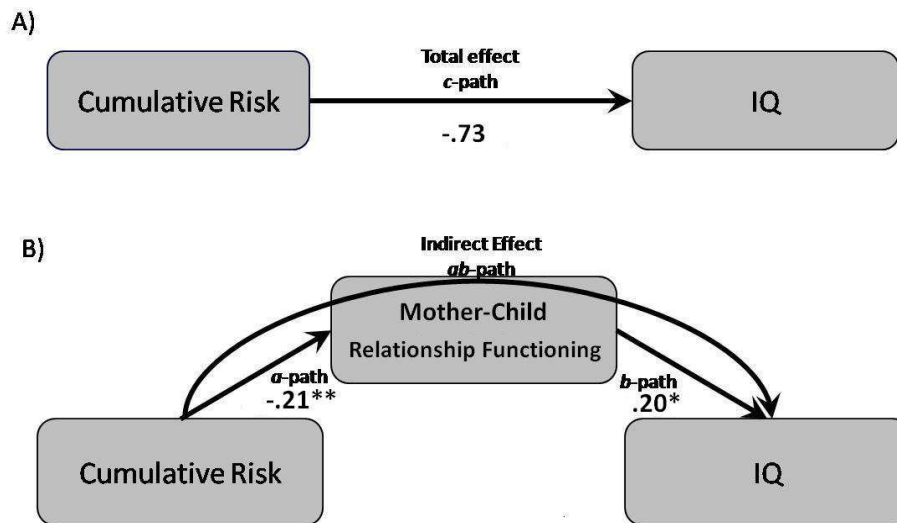 A)
Total effect
c-path
Cumulative Risk
IQ
-.73
B)
Indirect Effect
ab-path
Mother-Child
Relationship Functioning
a-path
-.21**
b-path
.20*
Cumulative Risk
IQ